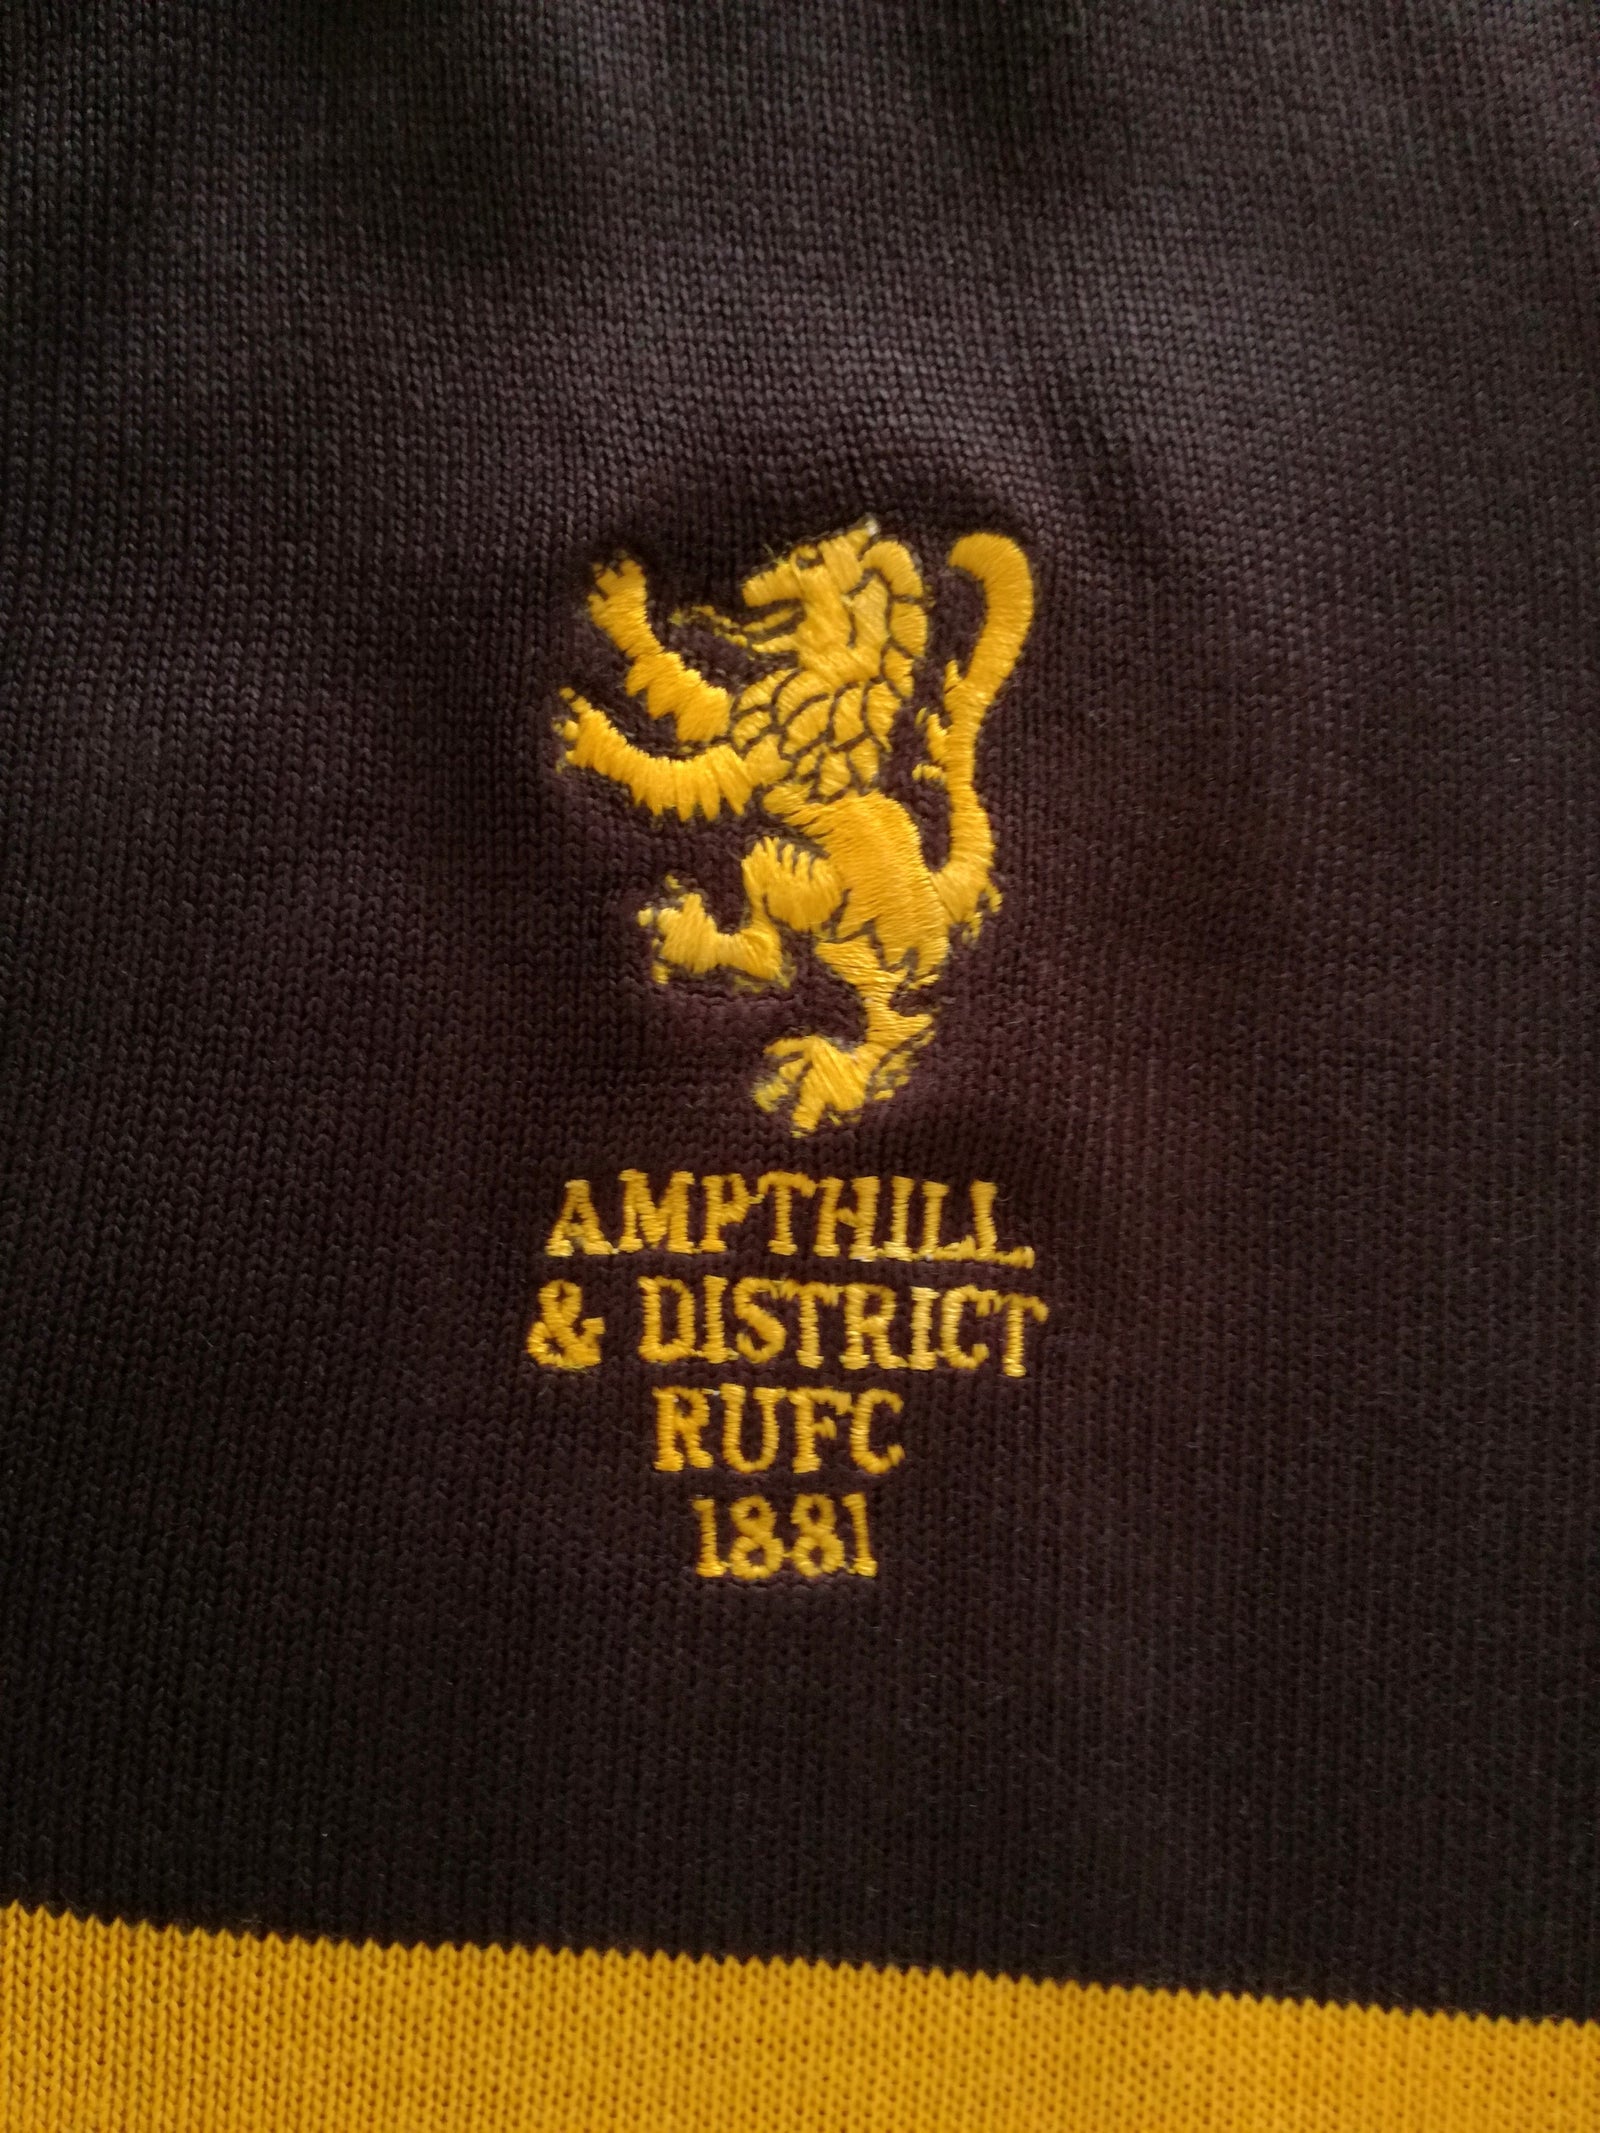 AMPTHILL
& DISTRICT
RUFC
1881